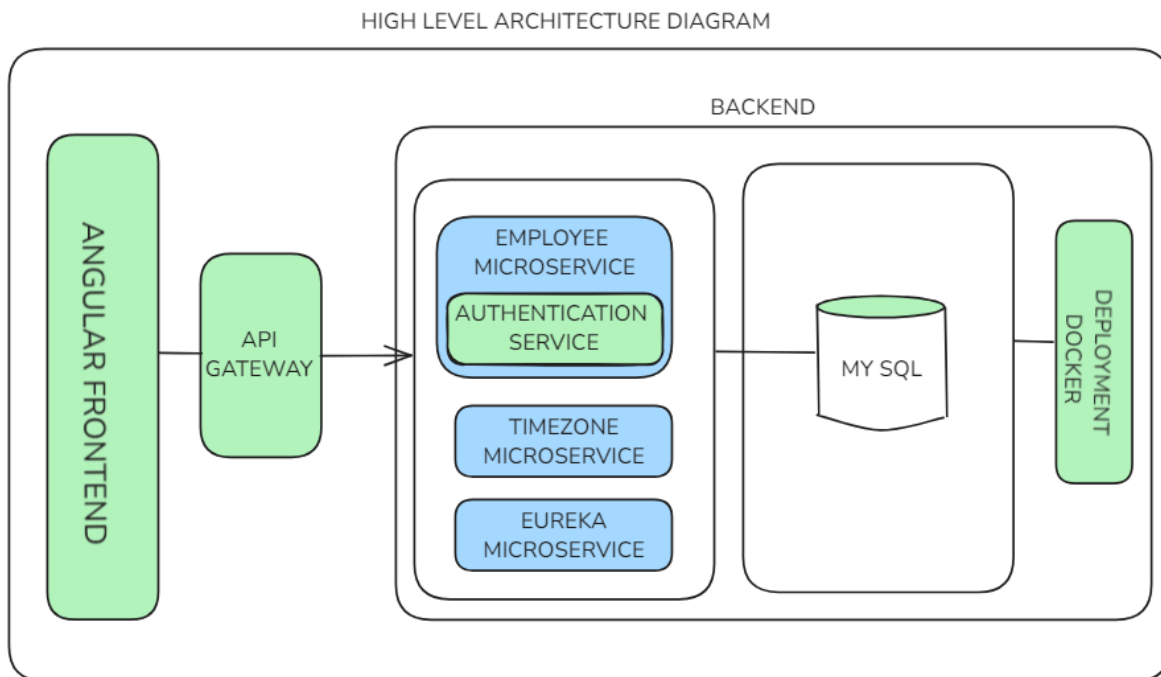 HIGH LEVEL ARCHITECTURE DIAGRAM
BACKEND
ANGULAR FRONTEND
API
GATEWAY
EMPLOYEE
MICROSERVICE
AUTHENTICATION
SERVICE
TIMEZONE
MICROSERVICE
EUREKA
MICROSERVICE
MY SQL
DEPLOYMENT
DOCKER